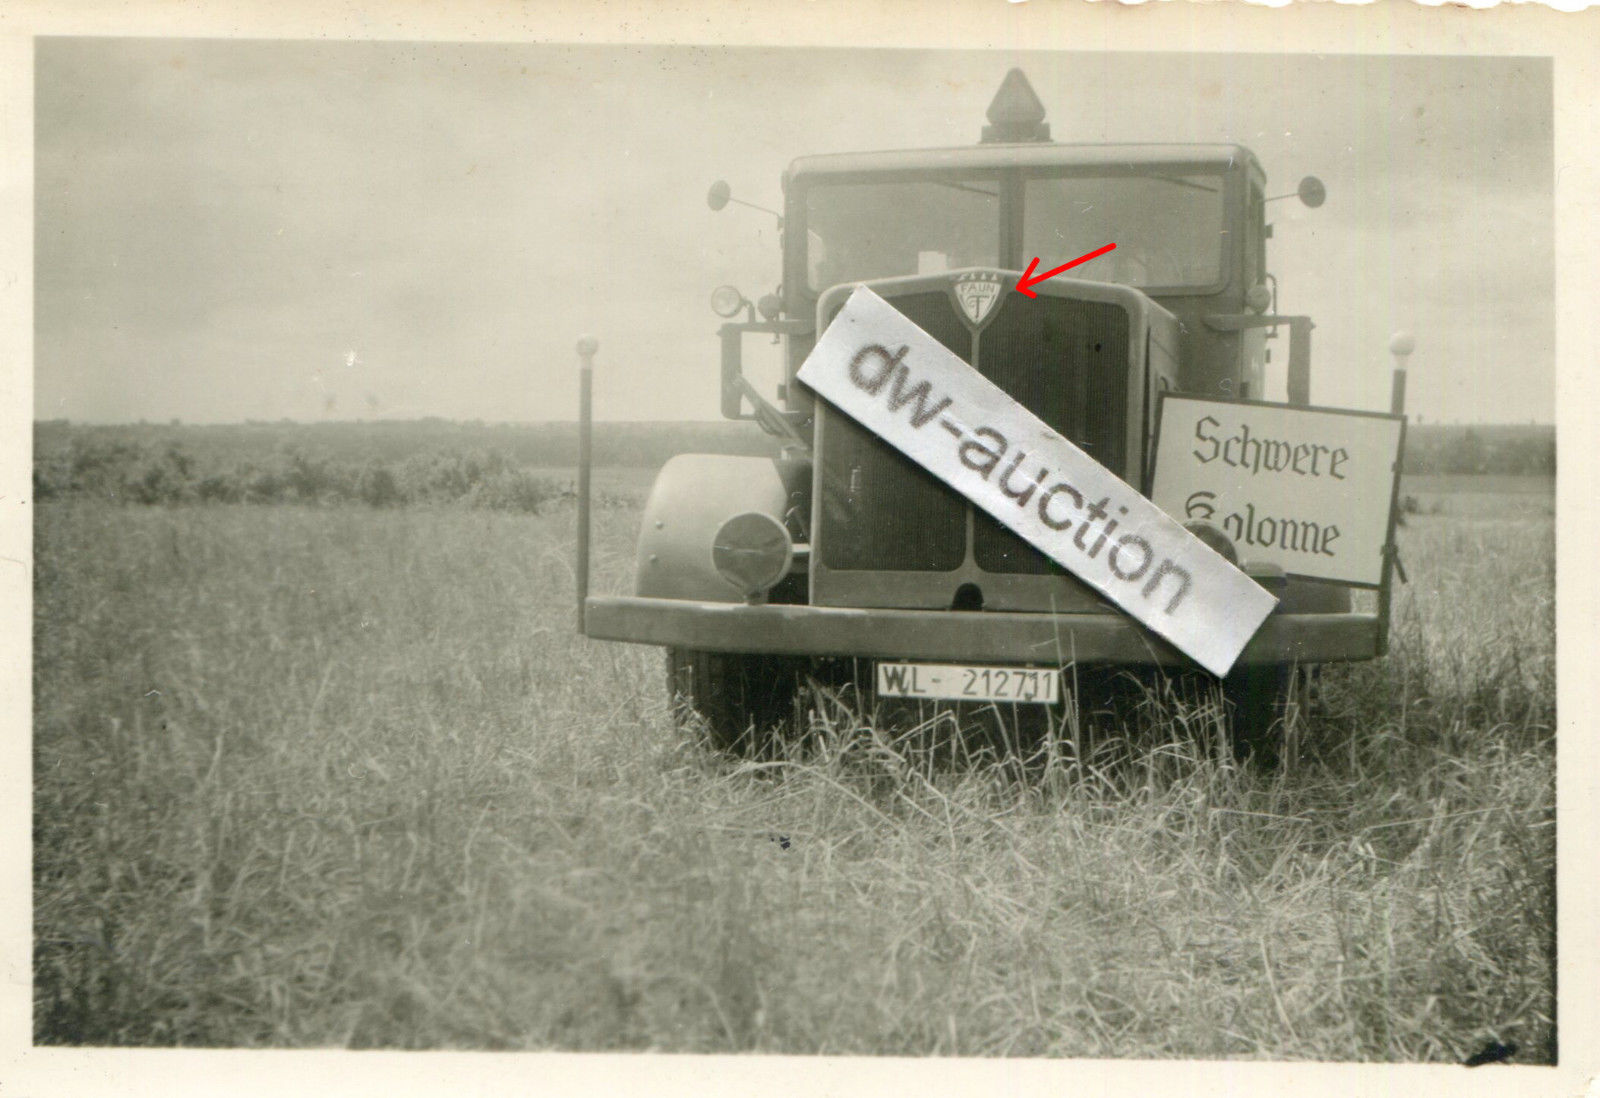 FAUN
F
dw-auction
Schwere
Kolonne
WL- 212711